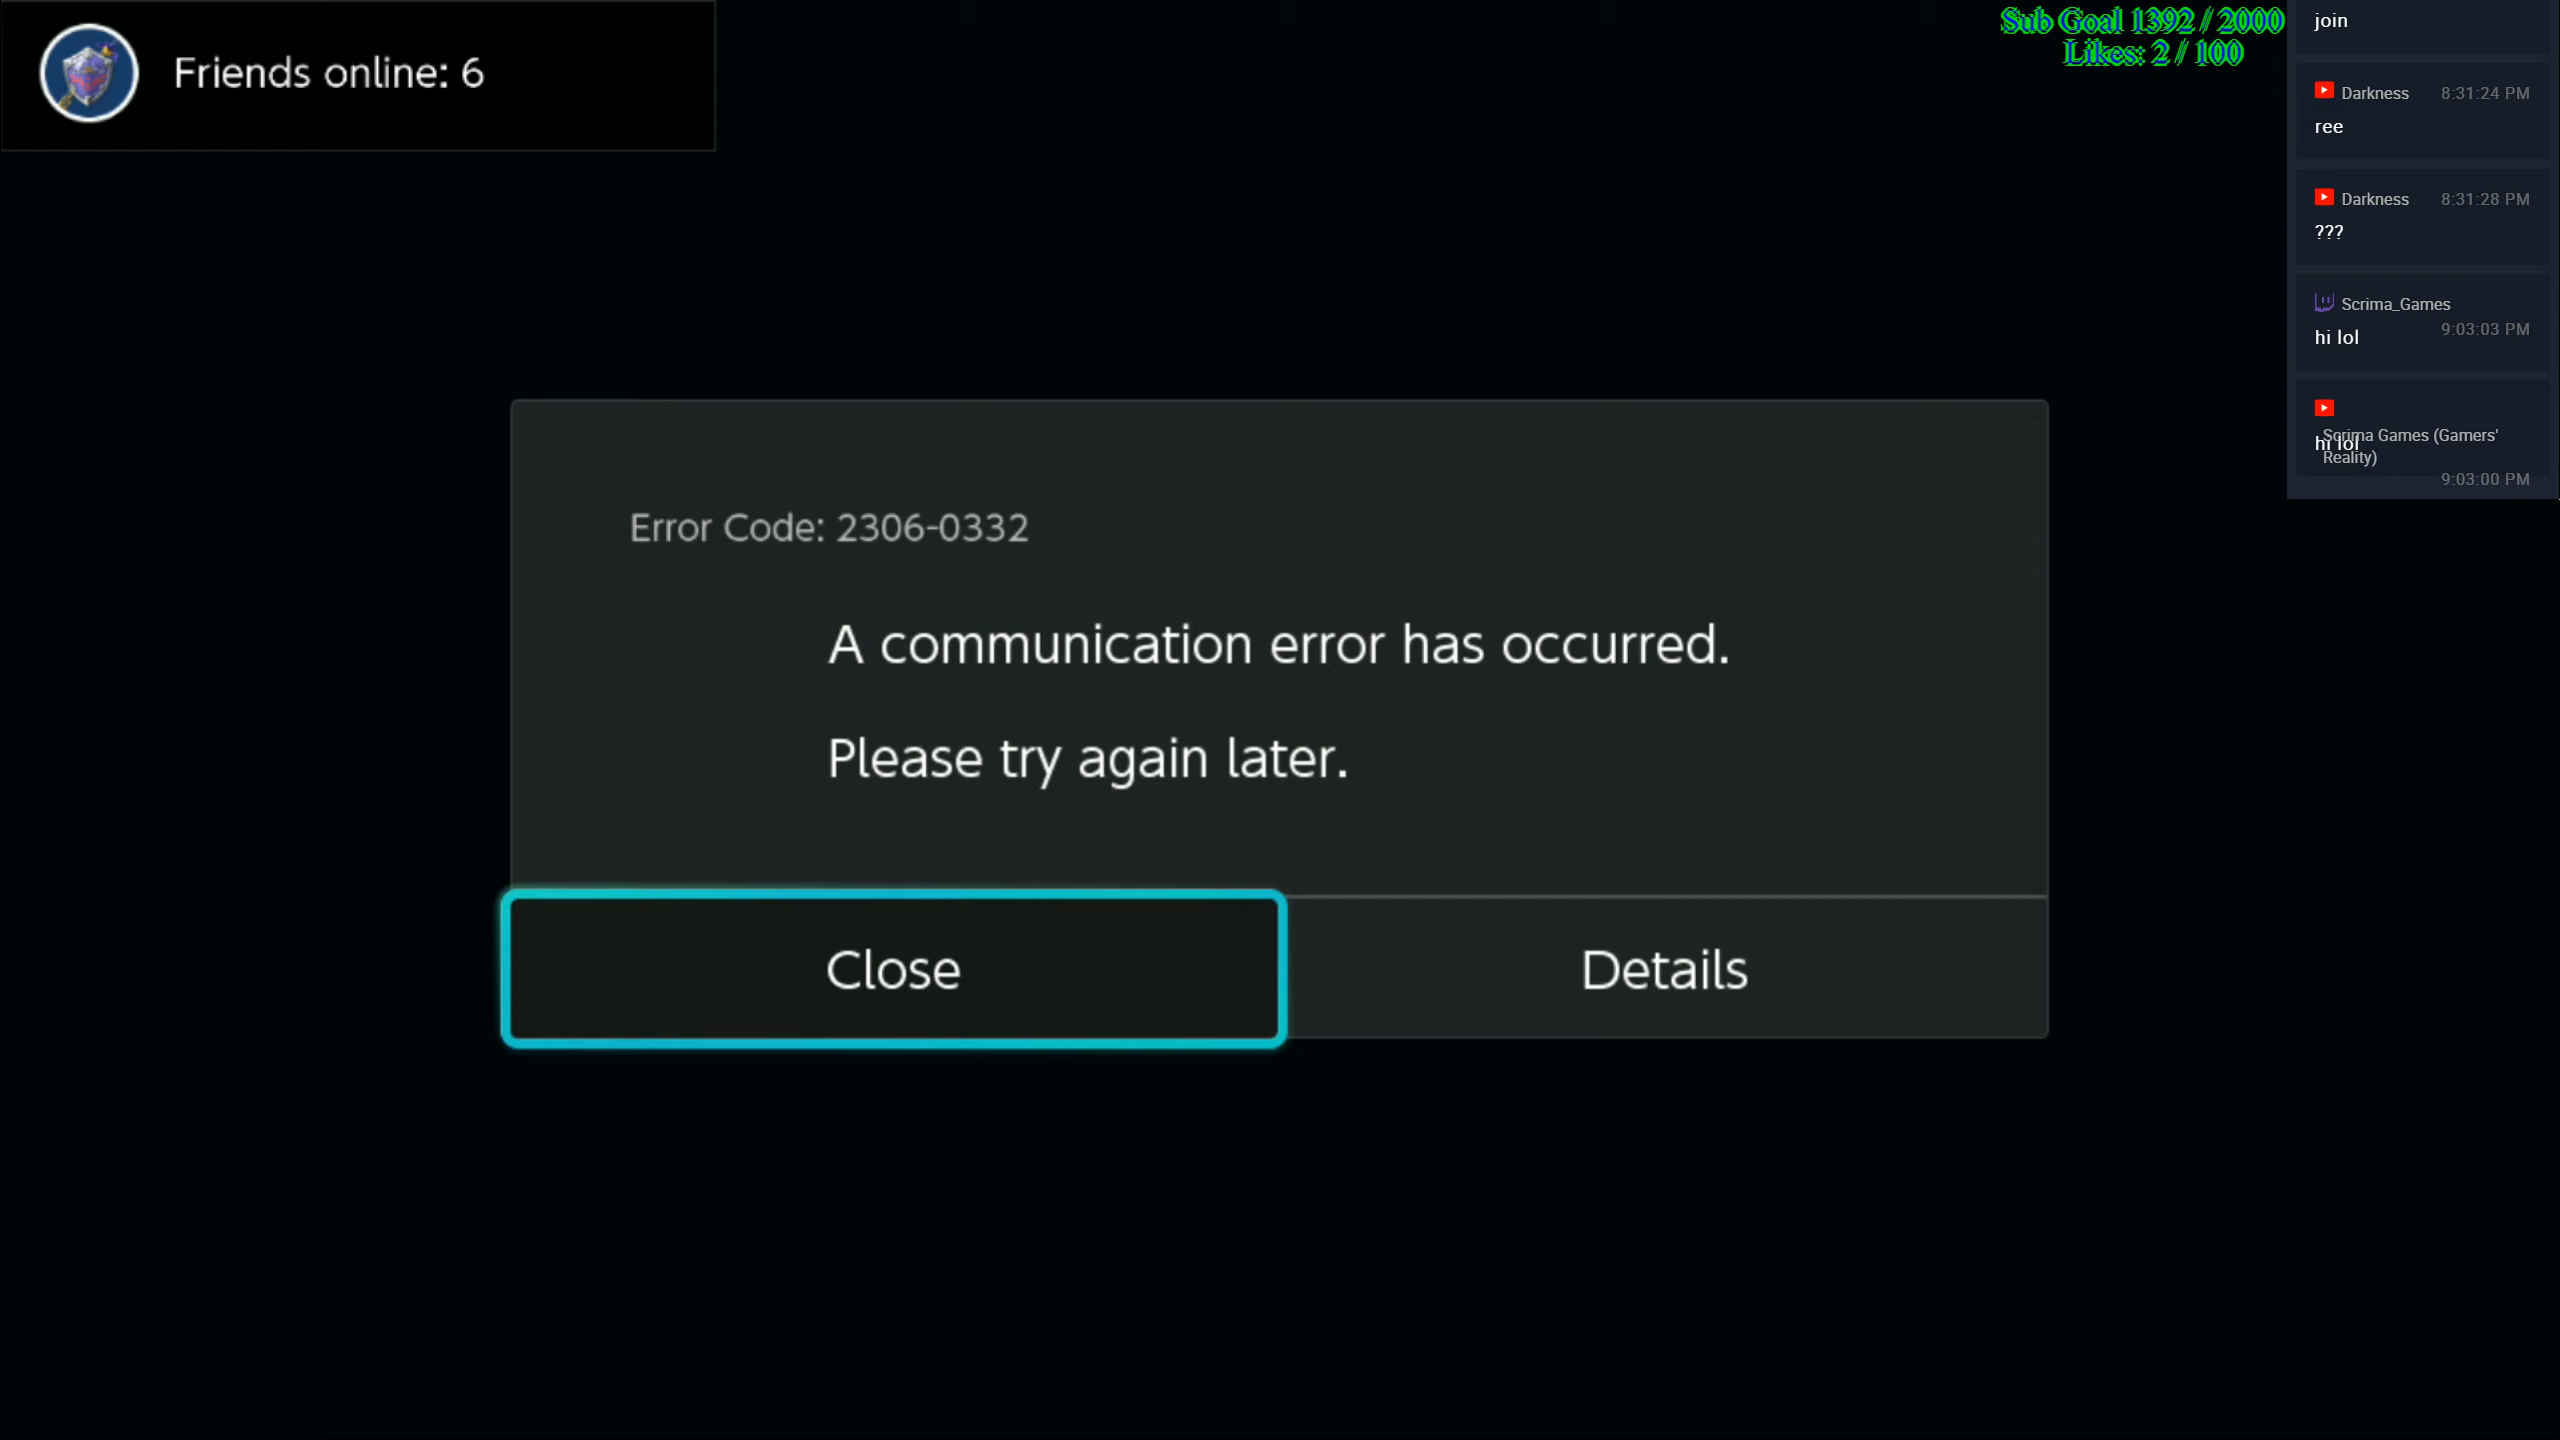 Friends online: 6
Sub Goal 1392 / 2000
Likes: 2 / 100
join
Darkness 8:31:24 PM
ree
Darkness 8:31:28 PM
???
Scrima_Games
9:03:03 PM
hi lol
Scrima Games (Gamers'
hi lol
Reality)
9:03:00 PM
Error Code: 2306-0332
A communication error has occurred.
Please try again later.
Close
Details